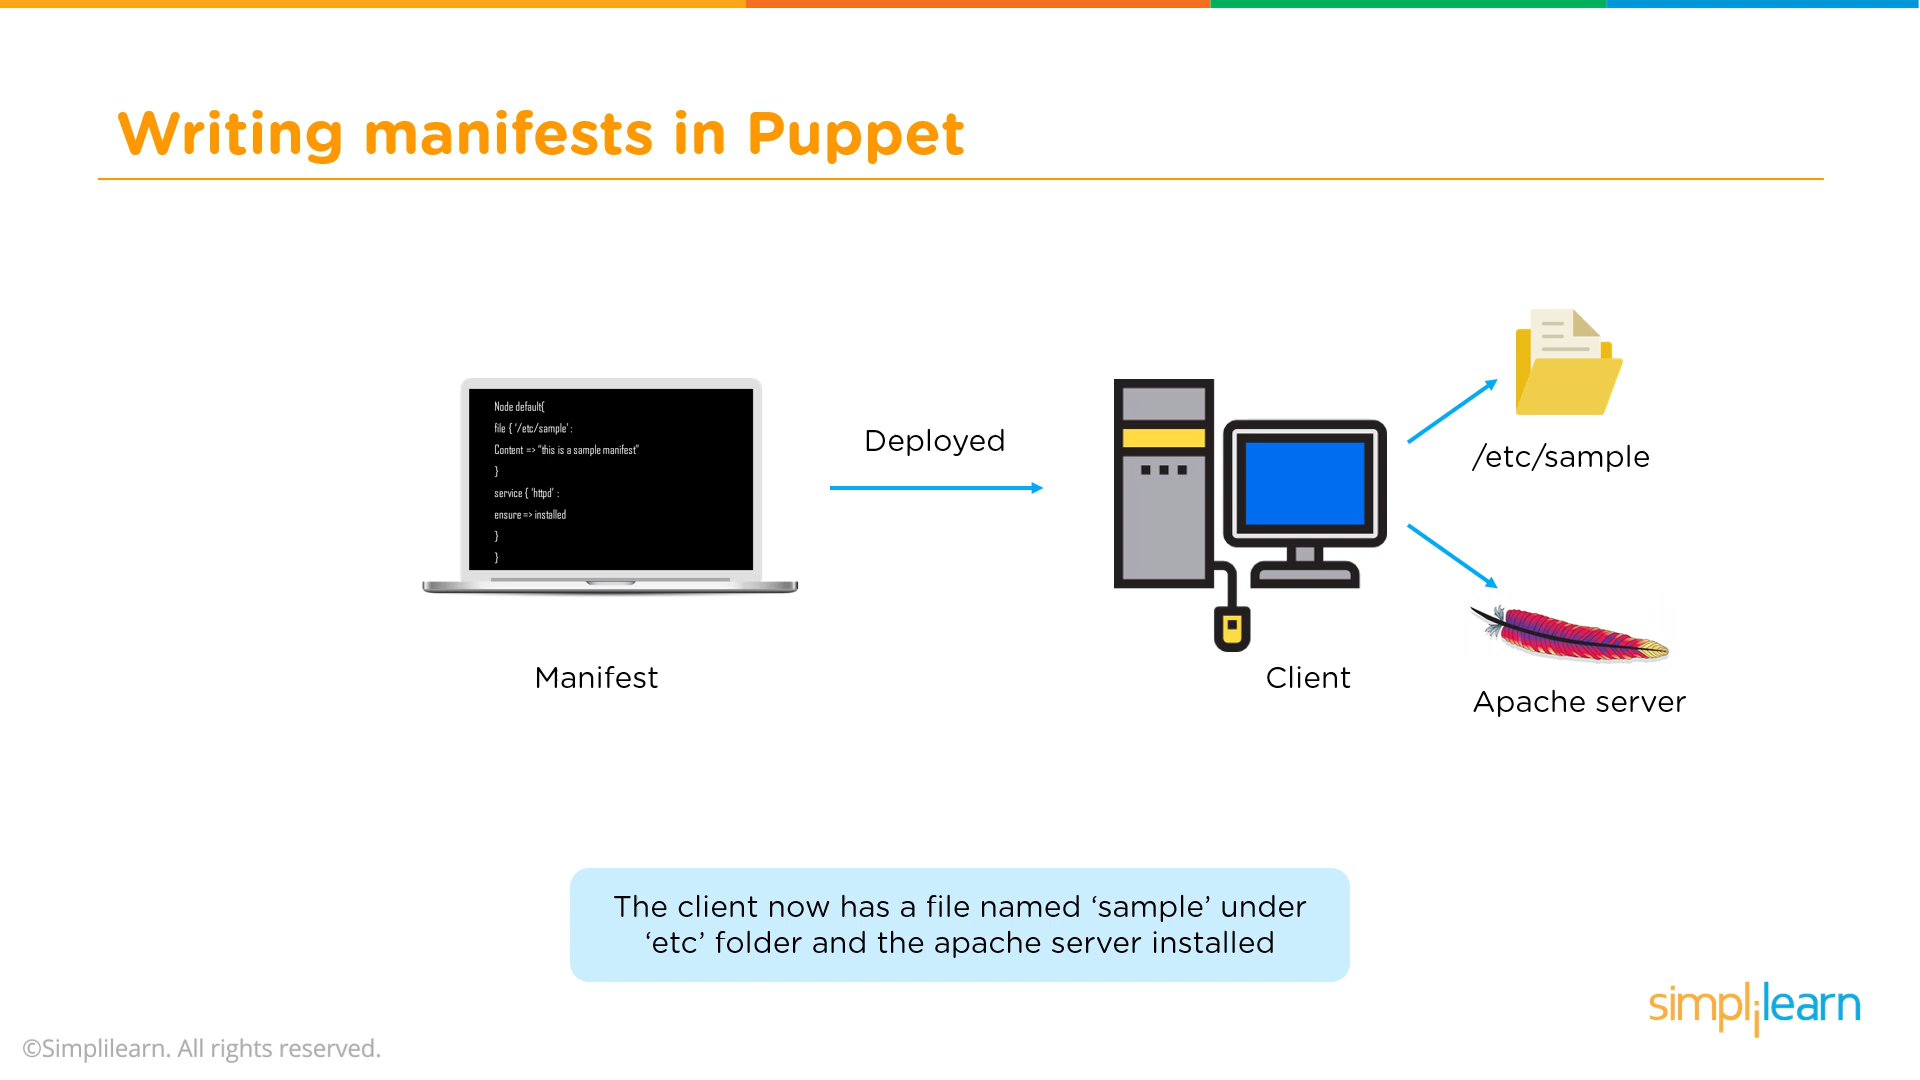 Writing manifests in Puppet
Node default{
file { '/etc/sample' :
Content => "this is a sample manifest"
}
service { 'httpd' :
ensure => installed
}
}
Deployed
/etc/sample
Manifest
Client
Apache server
The client now has a file named ‘sample’ under
‘etc’ folder and the apache server installed
simplilearn
©Simplilearn. All rights reserved.